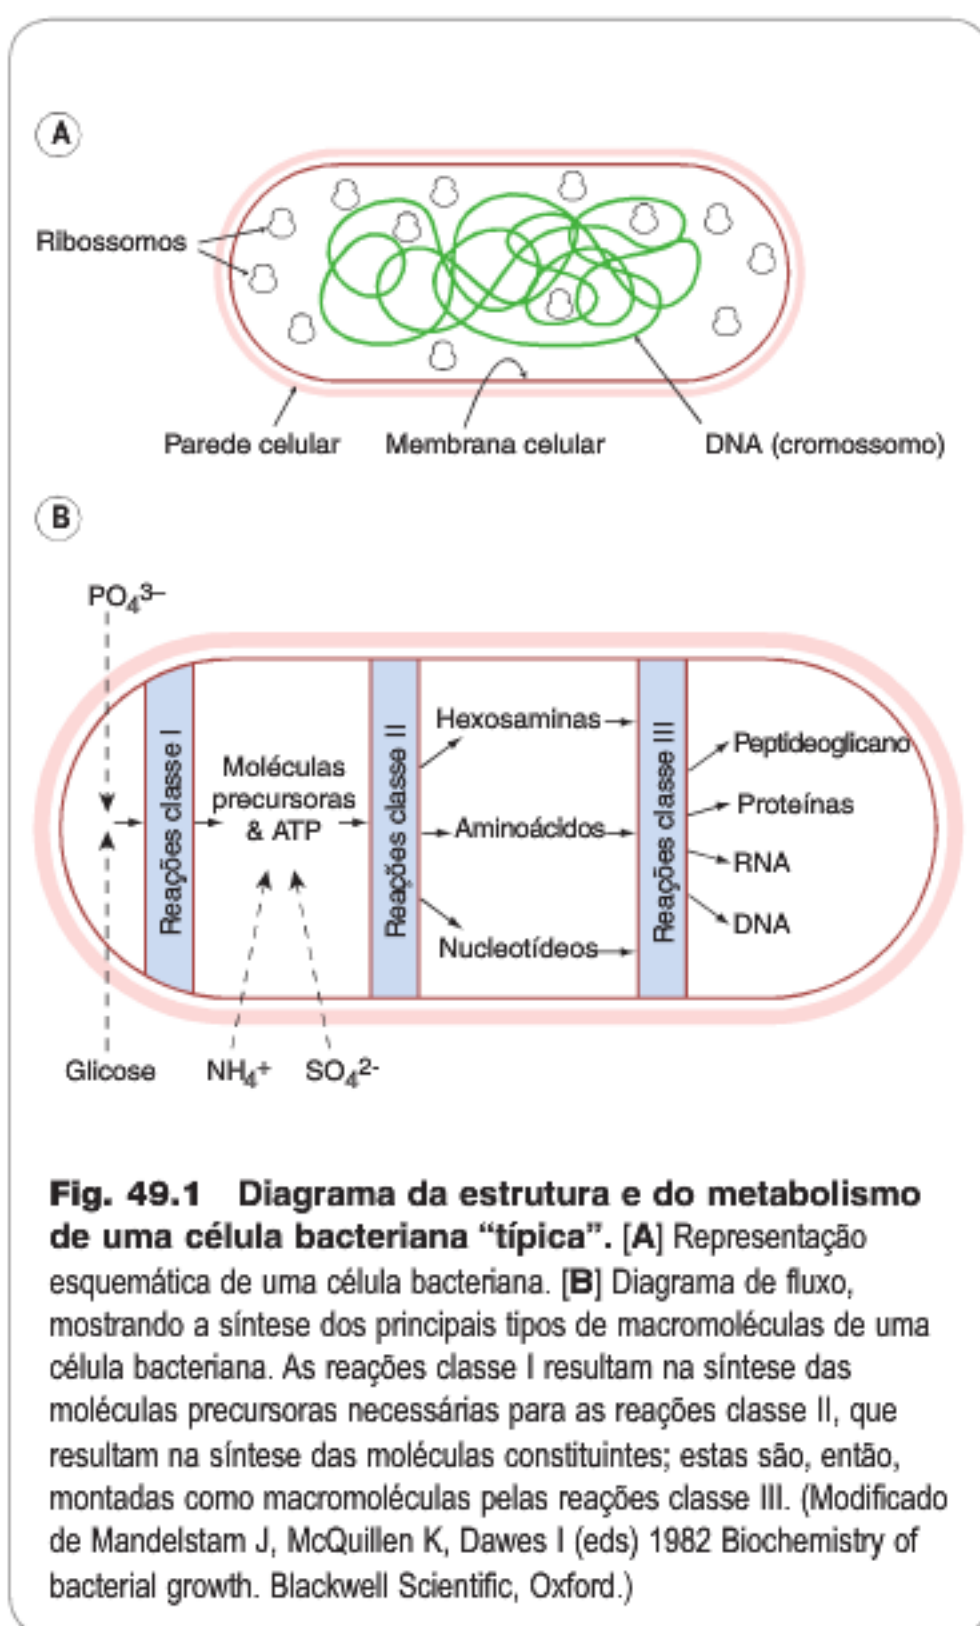 A
Ribossomos
Parede celular
Membrana celular
DNA (cromossomo)
B
PO₄³⁻
Reações classe I
Moléculas
precursoras
& ATP
Reações classe II
Hexosaminas
Aminoácidos
Nucleotídeos
Reações classe III
Peptideoglicano
Proteínas
RNA
DNA
Glicose
NH₄⁺
SO₄²⁻
Fig. 49.1 Diagrama da estrutura e do metabolismo
de uma célula bacteriana “típica”. [A] Representação
esquemática de uma célula bacteriana. [B] Diagrama de fluxo,
mostrando a síntese dos principais tipos de macromoléculas de uma
célula bacteriana. As reações classe I resultam na síntese das
moléculas precursoras necessárias para as reações classe II, que
resultam na síntese das moléculas constituintes; estas são, então,
montadas como macromoléculas pelas reações classe III. (Modificado
de Mandelstam J, McQuillen K, Dawes I (eds) 1982 Biochemistry of
bacterial growth. Blackwell Scientific, Oxford.)